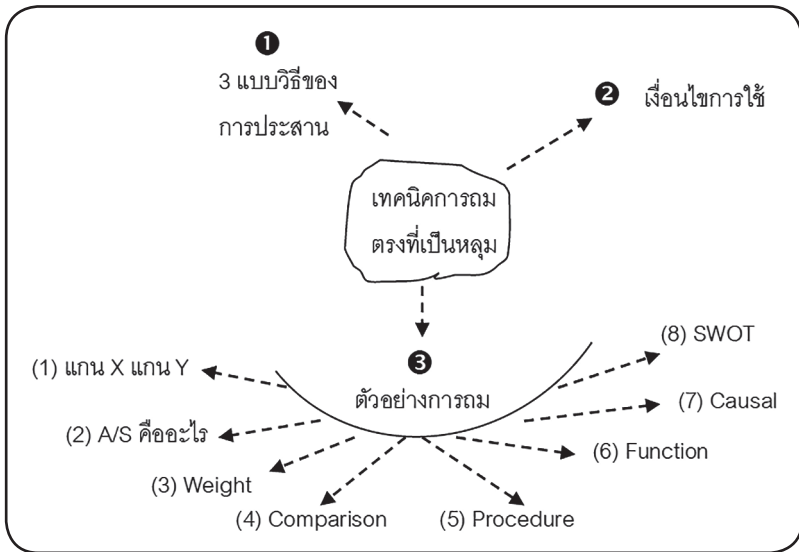 ❶
3 แบบวิธีของ
การประสาน
❷ เงื่อนไขการใช้
เทคนิคการถม
ตรงที่เป็นหลุม
❸
ตัวอย่างการถม
(1) แกน X แกน Y
(2) A/S คืออะไร
(3) Weight
(4) Comparison
(5) Procedure
(6) Function
(7) Causal
(8) SWOT